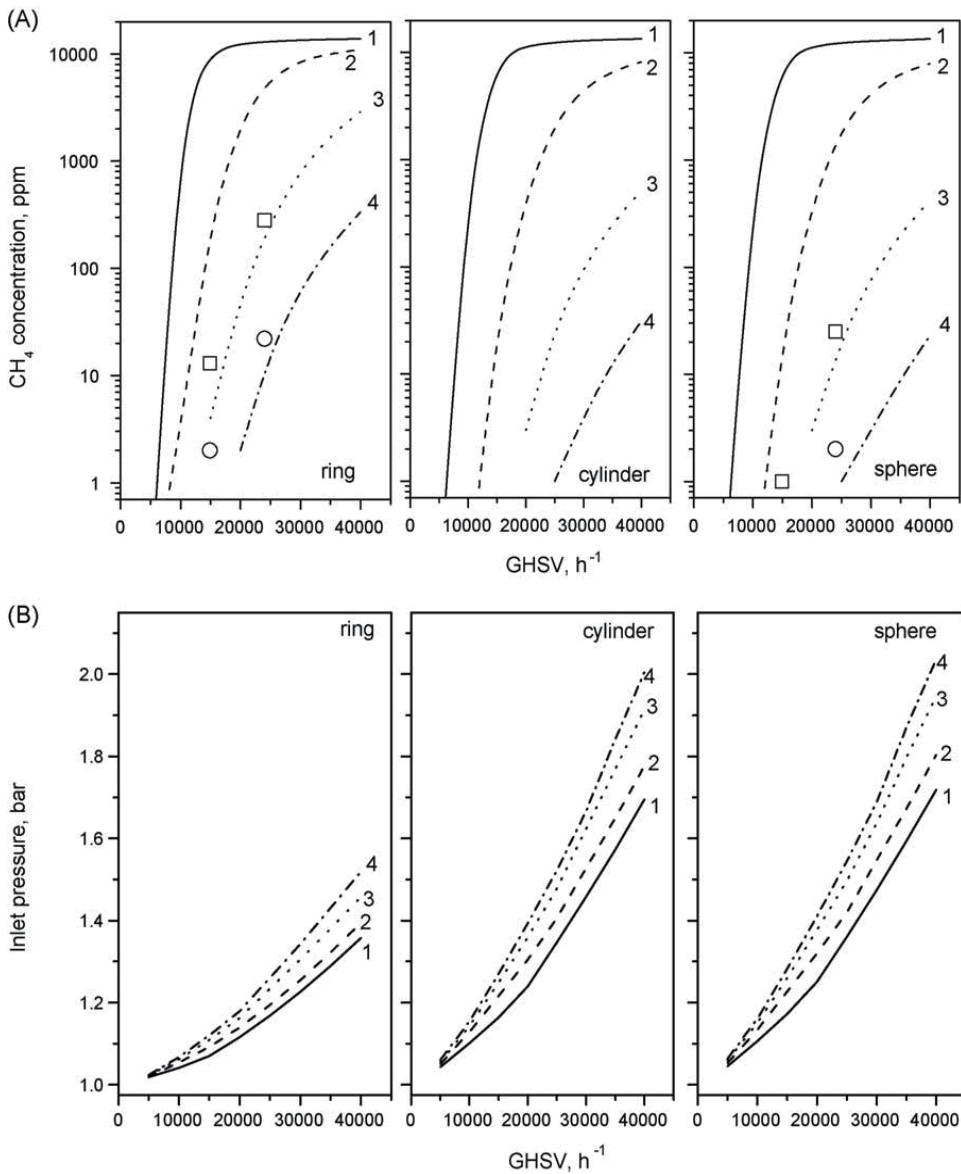 (A)
10000
1000
100
10
1
CH4 concentration, ppm
1
2
3
4
ring
0 10000 20000 30000 40000
1
2
3
4
cylinder
0 10000 20000 30000 40000
1
2
3
4
sphere
0 10000 20000 30000 40000
GHSV, h-1
(B)
2.0
1.8
1.6
1.4
1.2
1.0
Inlet pressure, bar
ring
4
3
2
1
0 10000 20000 30000 40000
cylinder
4
3
2
1
0 10000 20000 30000 40000
sphere
4
3
2
1
0 10000 20000 30000 40000
GHSV, h-1